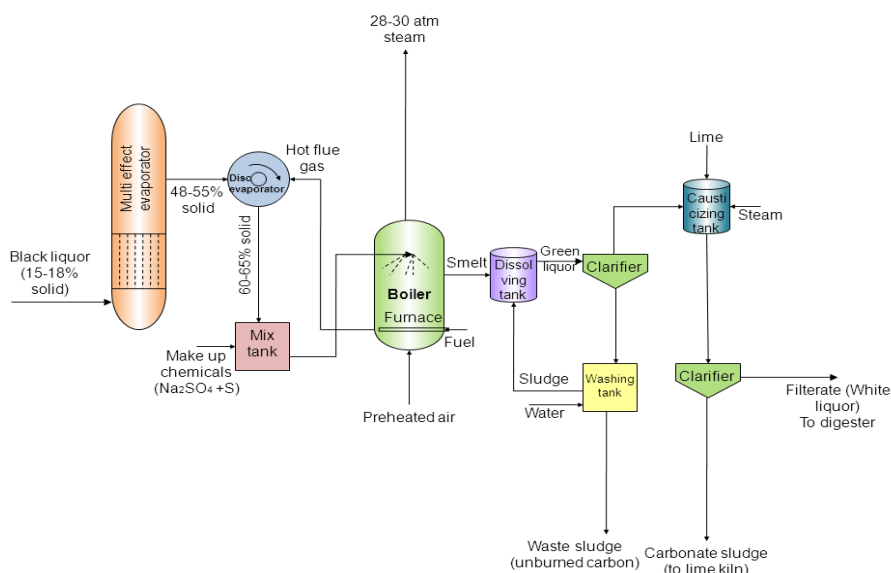 28-30 atm
steam
Multi effect
evaporator
Hot flue
gas
Disc
evaporator
48-55%
solid
Black liquor
(15-18%
solid)
60-65% solid
Mix
tank
Make up
chemicals
(Na₂SO₄ +S)
Boiler
Furnace
Fuel
Preheated air
Smelt
Dissol
ving
tank
Green
liquor
Clarifier
Sludge
Water
Washing
tank
Waste sludge
(unburned carbon)
Lime
Causti
cizing
tank
Steam
Clarifier
Filterate (White
liquor)
To digester
Carbonate sludge
(to lime kiln)